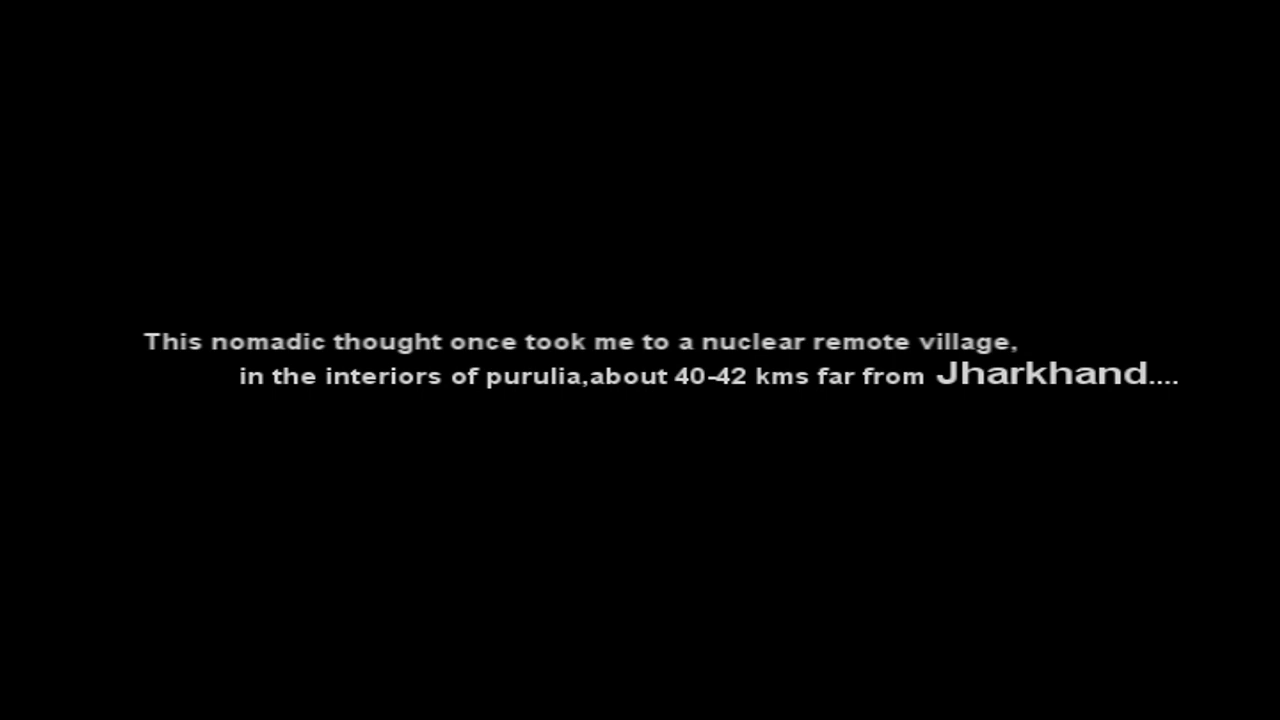 This nomadic thought once took me to a nuclear remote village,
in the interiors of purulia,about 40-42 kms far from Jharkhand....